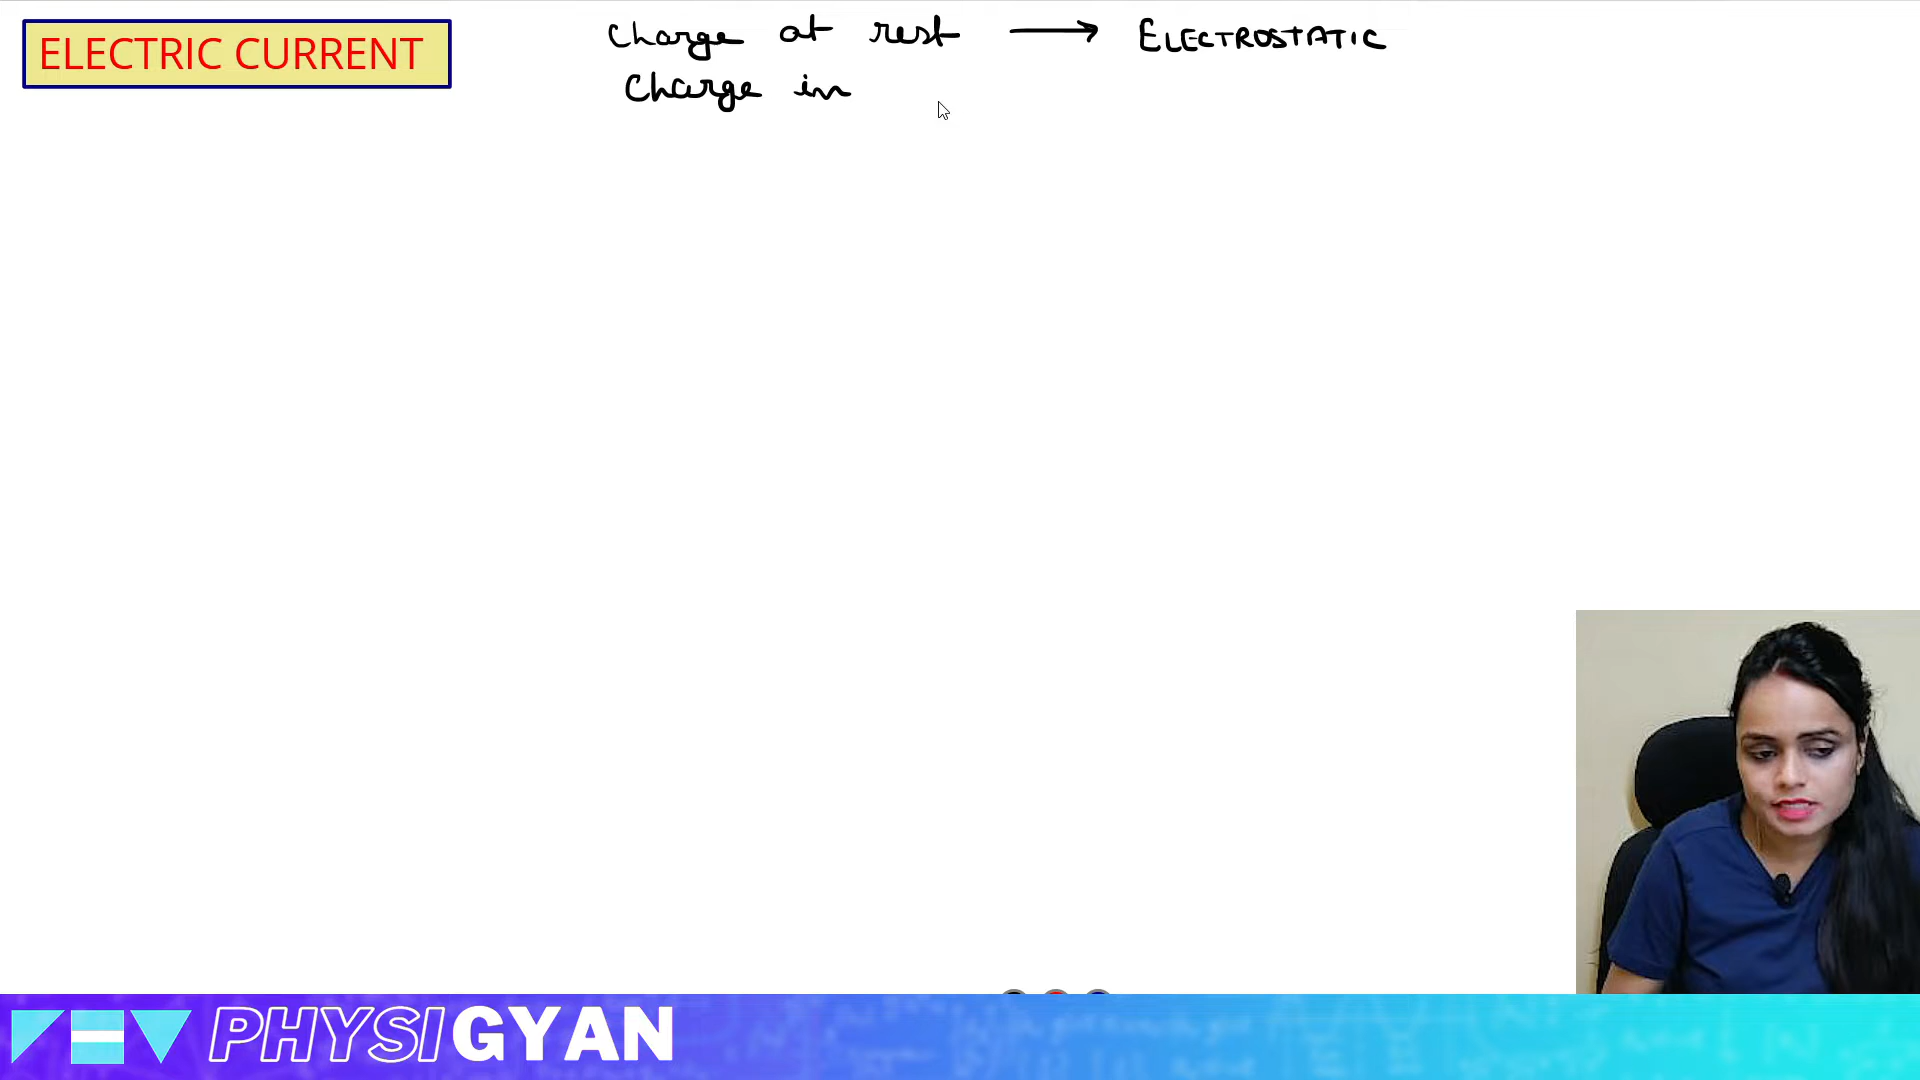 ELECTRIC CURRENT
Charge at rest → ELECTROSTATIC
Charge in
PHYSIGYAN